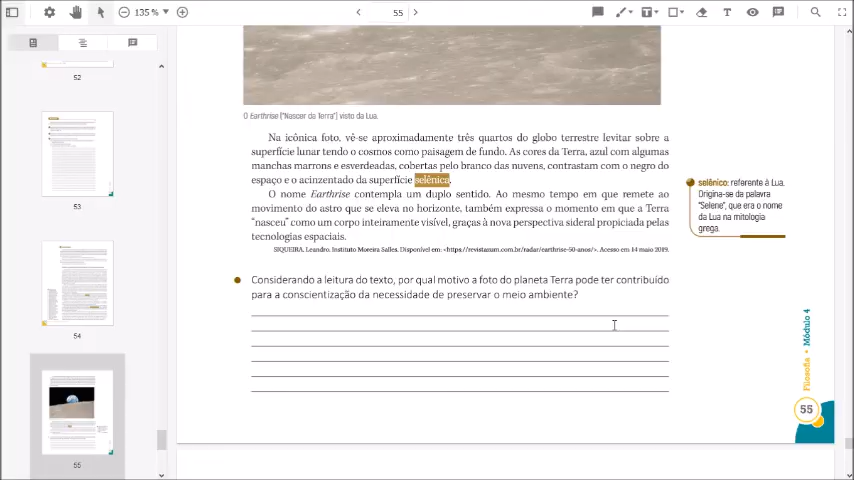 135 %
55
O Earthrise ["Nascer da Terra"] visto da Lua.
Na icônica foto, vê-se aproximadamente três quartos do globo terrestre levitar sobre a
superfície lunar tendo o cosmos como paisagem de fundo. As cores da Terra, azul com algumas
manchas marrons e esverdeadas, cobertas pelo branco das nuvens, contrastam com o negro do
espaço e o acinzentado da superfície selênica.
O nome Earthrise contempla um duplo sentido. Ao mesmo tempo em que remete ao
movimento do astro que se eleva no horizonte, também expressa o momento em que a Terra
"nasceu" como um corpo inteiramente visível, graças à nova perspectiva sideral propiciada pelas
tecnologias espaciais.
SIQUEIRA, Leandro. Instituto Moreira Salles. Disponível em: <https://revistazum.com.br/radar/earthrise-50-anos/>. Acesso em 14 maio 2019.
selênico: referente à Lua.
Origina-se da palavra
"Selene", que era o nome
da Lua na mitologia
grega.
Considerando a leitura do texto, por qual motivo a foto do planeta Terra pode ter contribuído
para a conscientização da necessidade de preservar o meio ambiente?
Filosofia • Módulo 4
55
52
53
54
55